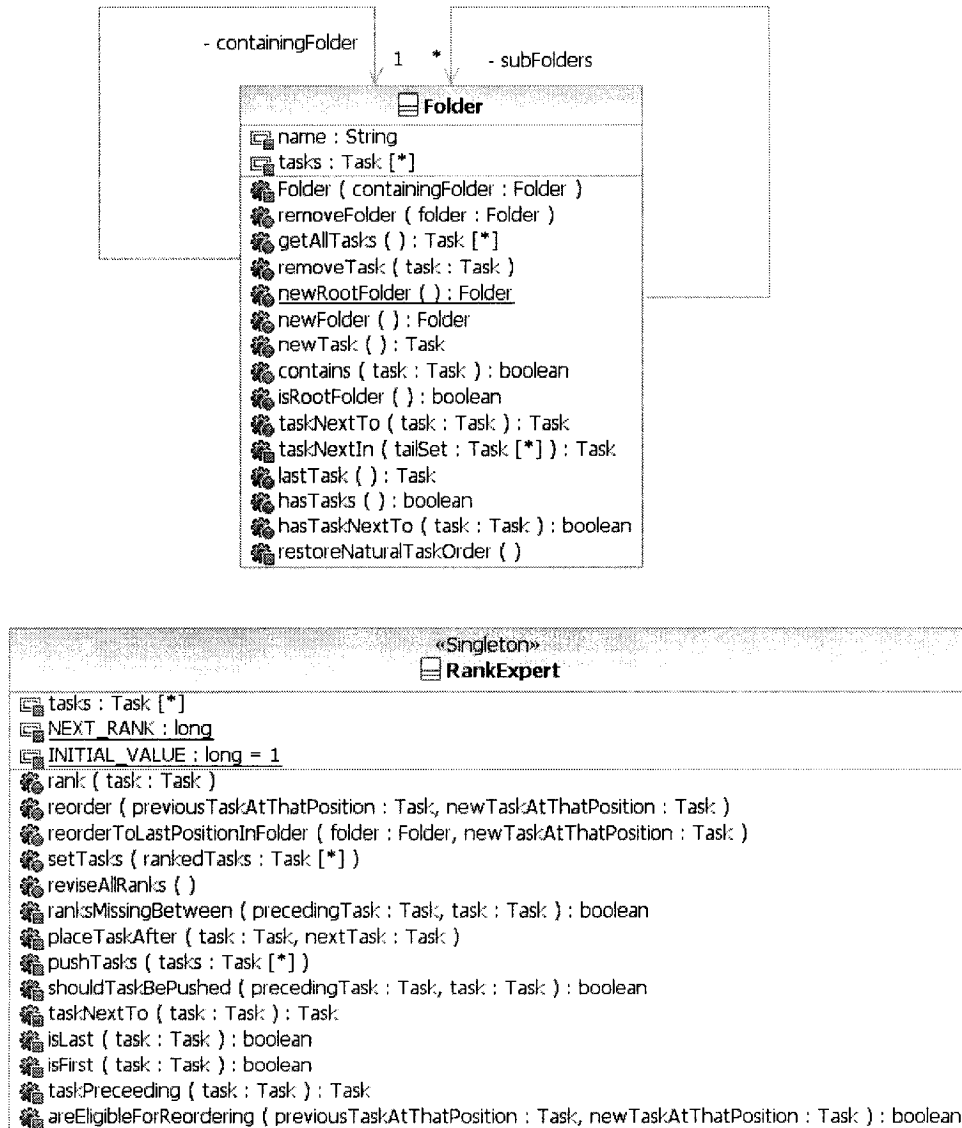 - containingFolder
1
*
- subFolders
Folder
name : String
tasks : Task [*]
Folder ( containingFolder : Folder )
removeFolder ( folder : Folder )
getAllTasks ( ) : Task [*]
removeTask ( task : Task )
newRootFolder ( ) : Folder
newFolder ( ) : Folder
newTask ( ) : Task
contains ( task : Task ) : boolean
isRootFolder ( ) : boolean
taskNextTo ( task : Task ) : Task
taskNextIn ( tailSet : Task [*] ) : Task
lastTask ( ) : Task
hasTasks ( ) : boolean
hasTaskNextTo ( task : Task ) : boolean
restoreNaturalTaskOrder ( )
«Singleton»
RankExpert
tasks : Task [*]
NEXT_RANK : long
INITIAL_VALUE : long = 1
rank ( task : Task )
reorder ( previousTaskAtThatPosition : Task, newTaskAtThatPosition : Task )
reorderToLastPositionInFolder ( folder : Folder, newTaskAtThatPosition : Task )
setTasks ( rankedTasks : Task [*] )
reviseAllRanks ( )
ranksMissingBetween ( precedingTask : Task, task : Task ) : boolean
placeTaskAfter ( task : Task, nextTask : Task )
pushTasks ( tasks : Task [*] )
shouldTaskBePushed ( precedingTask : Task, task : Task ) : boolean
taskNextTo ( task : Task ) : Task
isLast ( task : Task ) : boolean
isFirst ( task : Task ) : boolean
taskPreceeding ( task : Task ) : Task
areEligibleForReordering ( previousTaskAtThatPosition : Task, newTaskAtThatPosition : Task ) : boolean